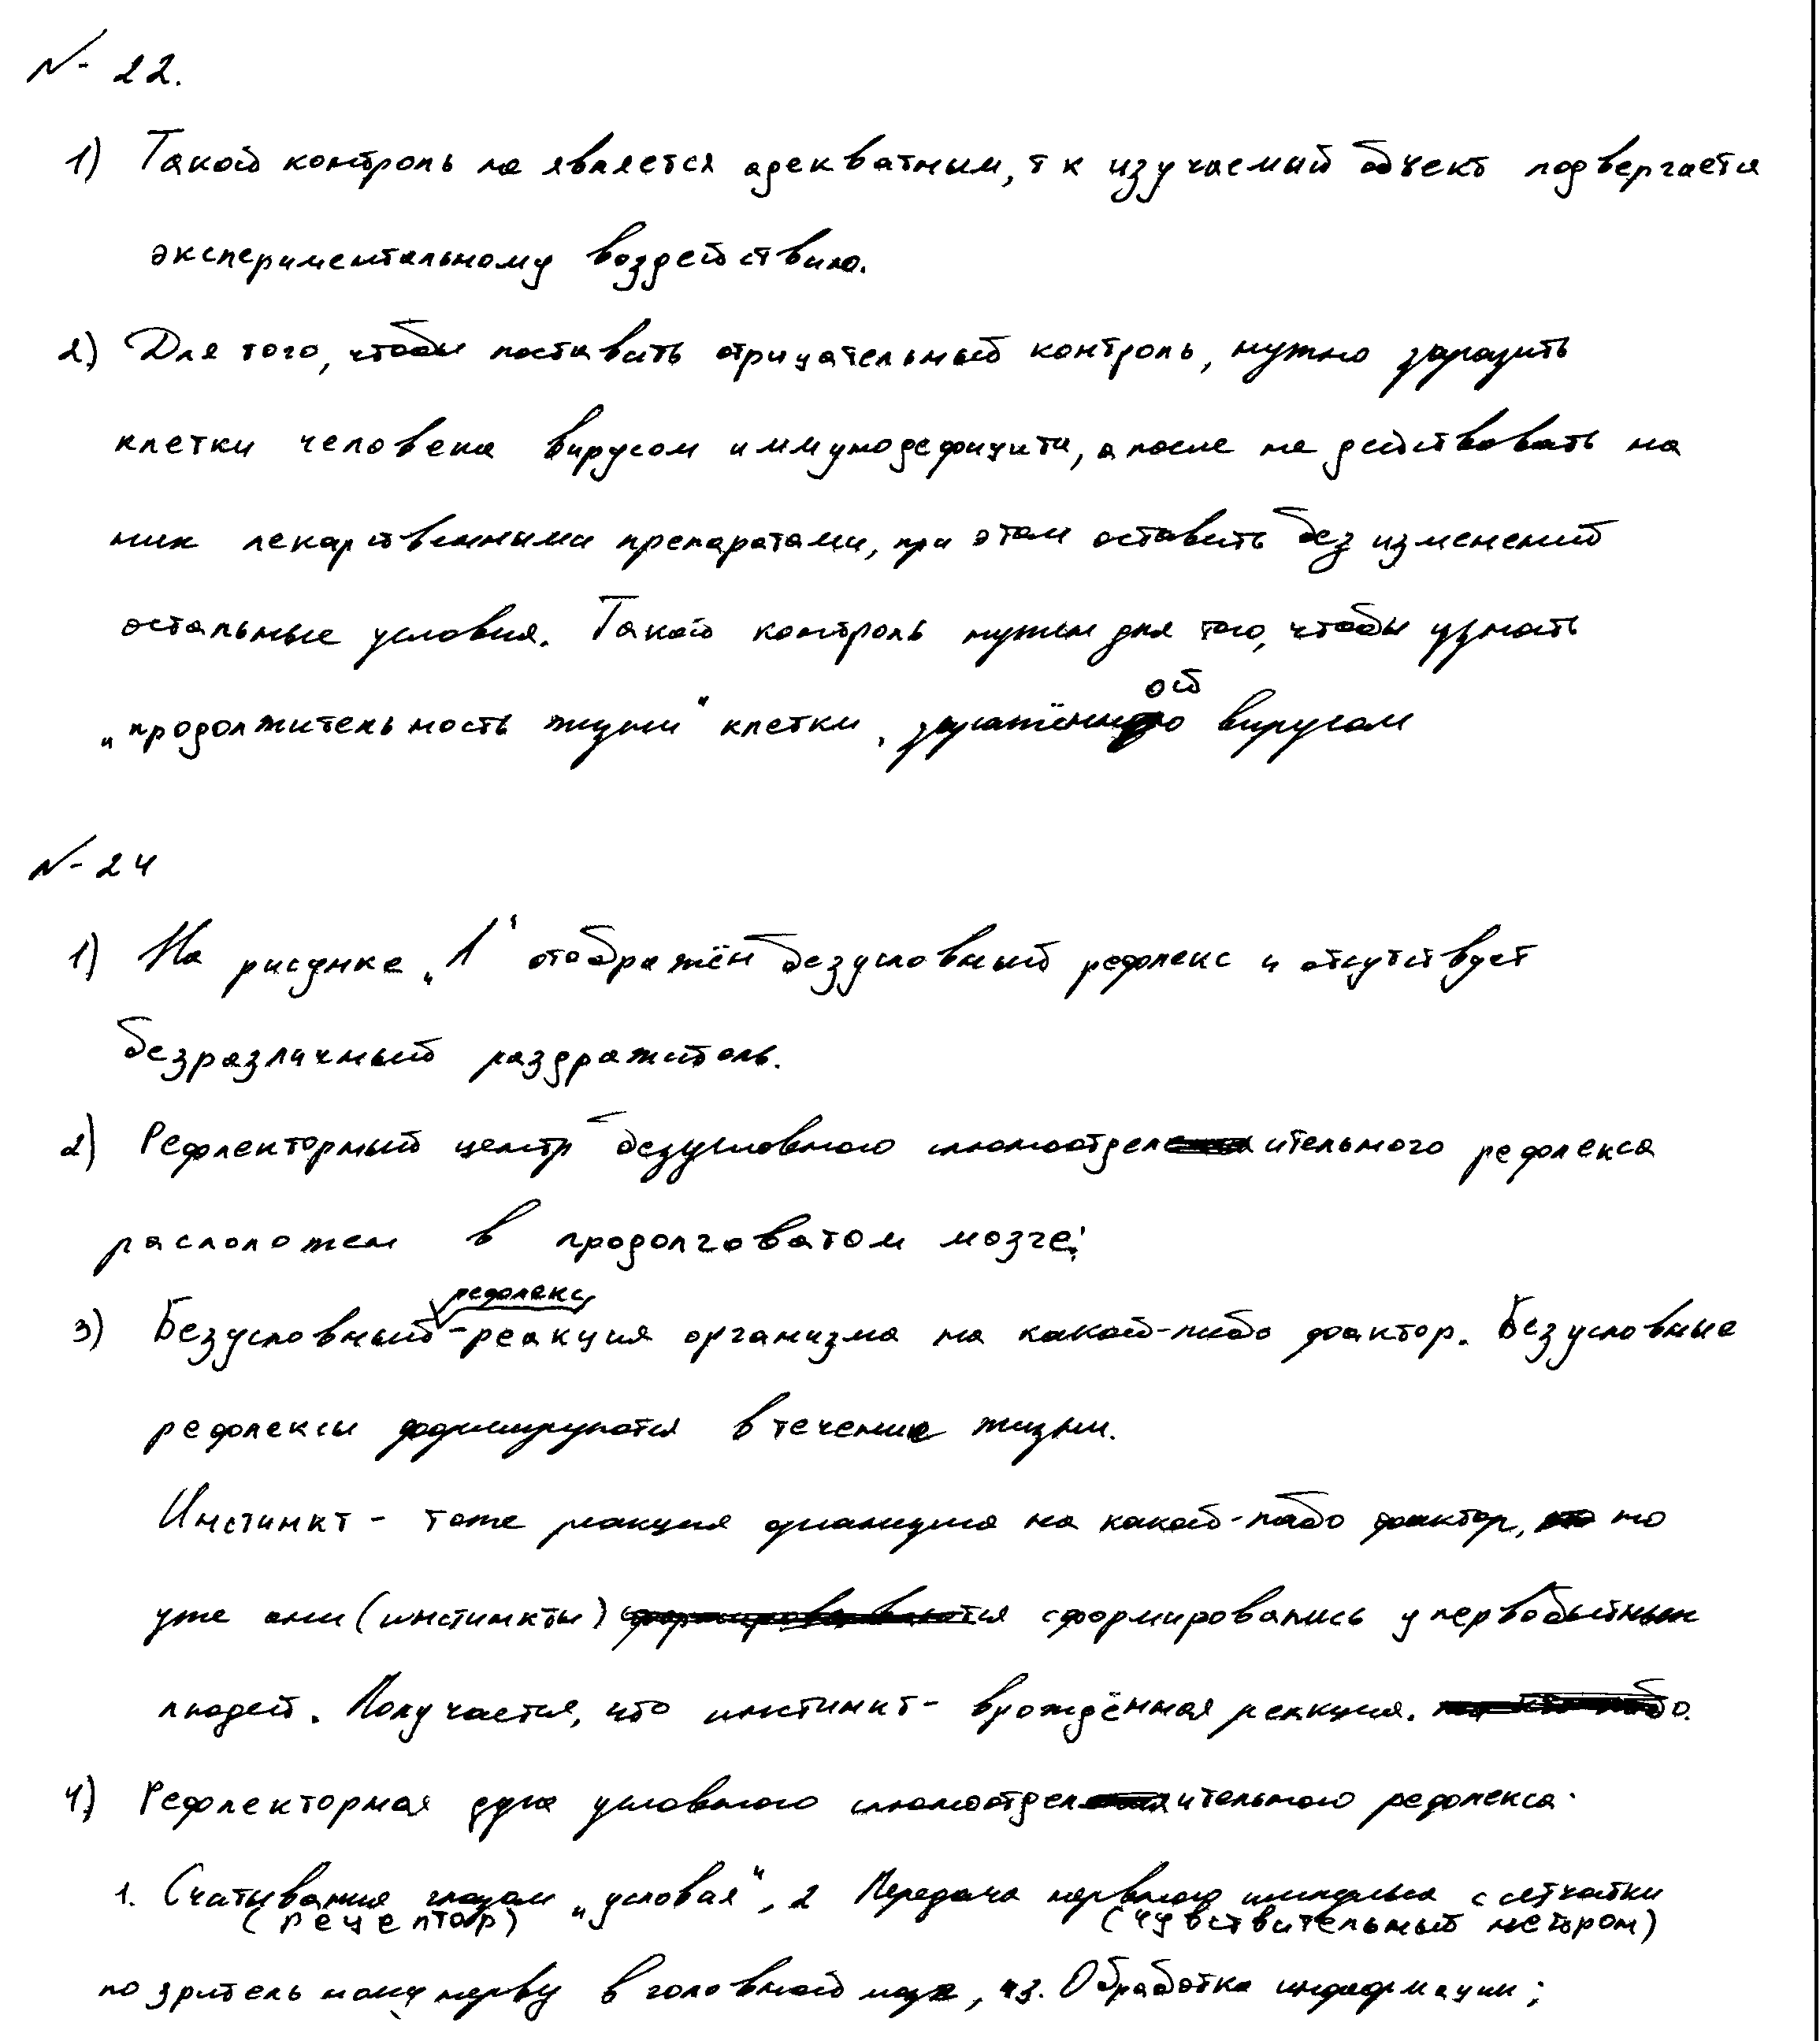 № 22.
1) Такой контроль не является адекватным, т к изучаемый объект подвергается
экспериментальному воздействию.
2) Для того, чтобы поставить отрицательный контроль, нужно заразить
клетки человека вирусом иммунодефицита, а после не действовать на
них лекарственными препаратами, при этом оставить без изменений
остальные условия. Такой контроль нужен для того, чтобы узнать
„продолжительность жизни" клетки, заражённой вирусом
№ 24
1) На рисунке „1" отображён безусловный рефлекс и отсутствует
безразличный раздражитель.
2) Рефлекторный центр безусловного слюноотделительного рефлекса
расположен в продолговатом мозге;
3) Безусловный рефлекс - реакция организма на какой-либо фактор. Безусловные
рефлексы формируются в течение жизни.
Инстинкт - тоже реакция организма на какой-либо фактор, но
уже они (инстинкты) сформировались у первобытных
людей. Получается, что инстинкт - врождённая реакция.
4) Рефлекторная дуга условного слюноотделительного рефлекса:
1. Считывание глазом „условия", 2 Передача нервного импульса с сетчатки
(рецептор) (чувствительный нейрон)
по зрительному нерву в головной мозг, 3. Обработка информации;